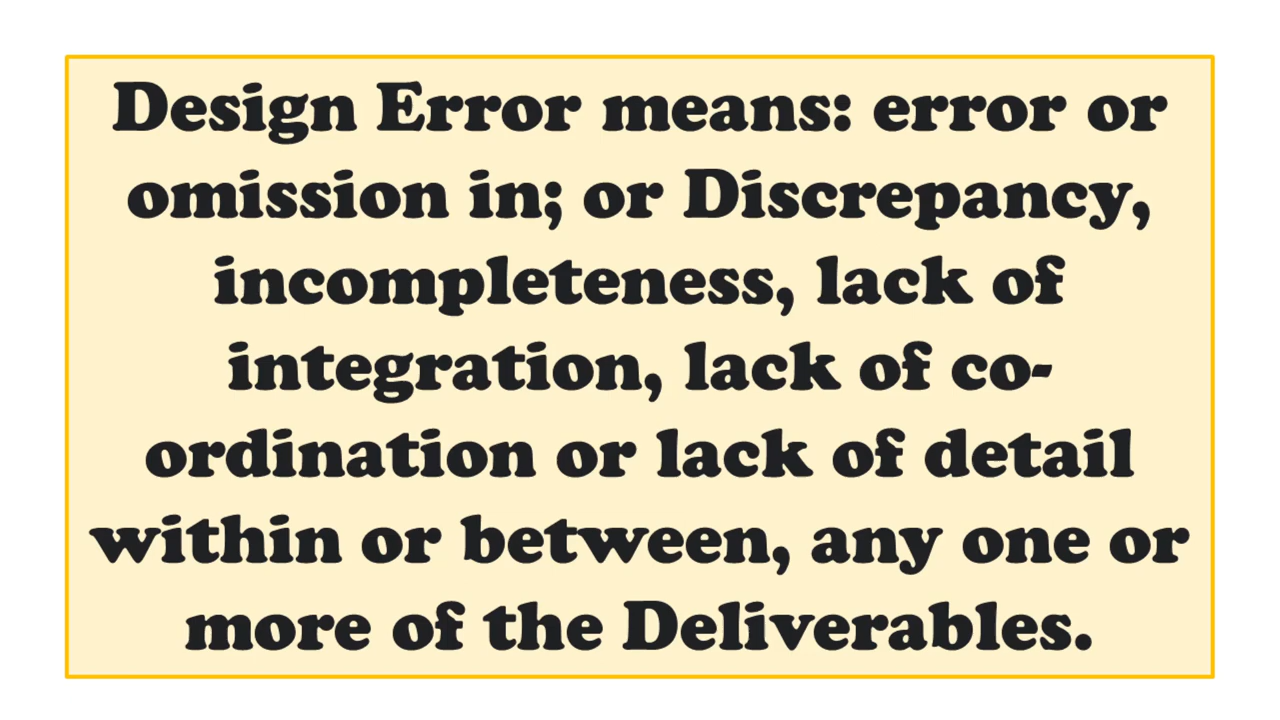 Design Error means: error or
omission in; or Discrepancy,
incompleteness, lack of
integration, lack of co-
ordination or lack of detail
within or between, any one or
more of the Deliverables.